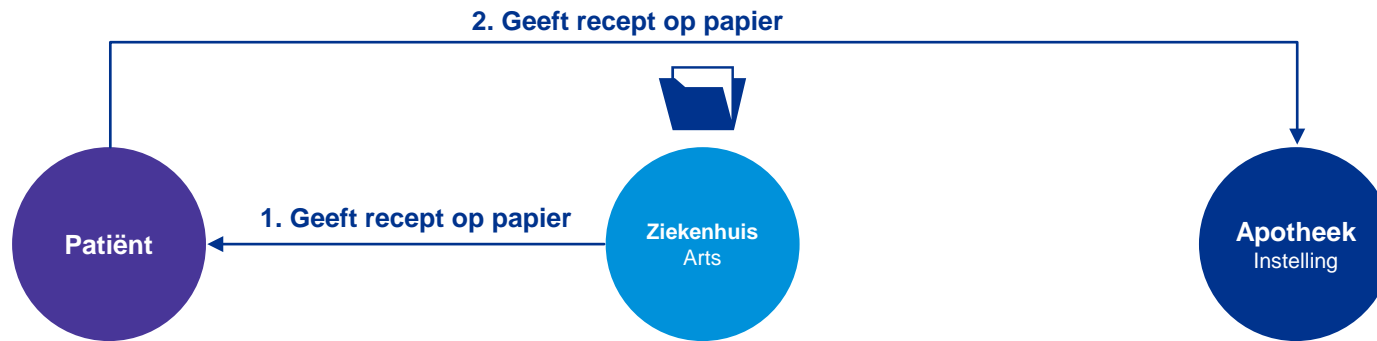 2. Geeft recept op papier
1. Geeft recept op papier
Patiënt
Ziekenhuis
Arts
Apotheek
Instelling